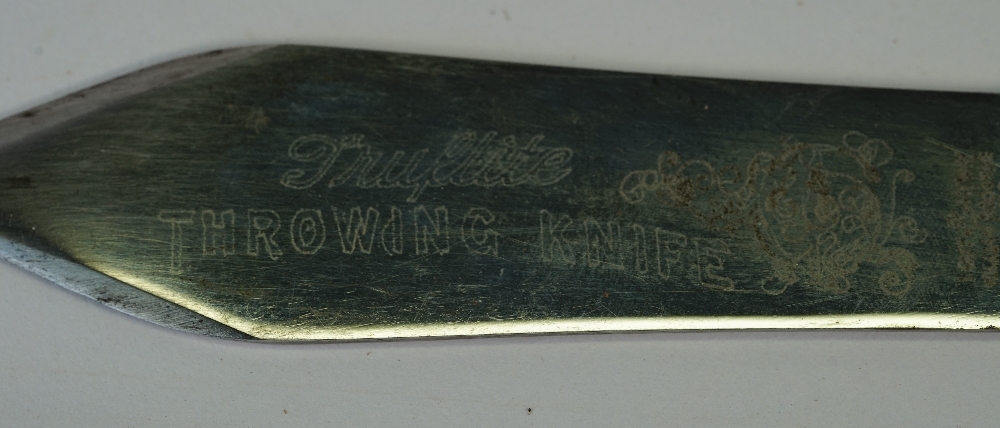 Truflite
THROWING KNIFE